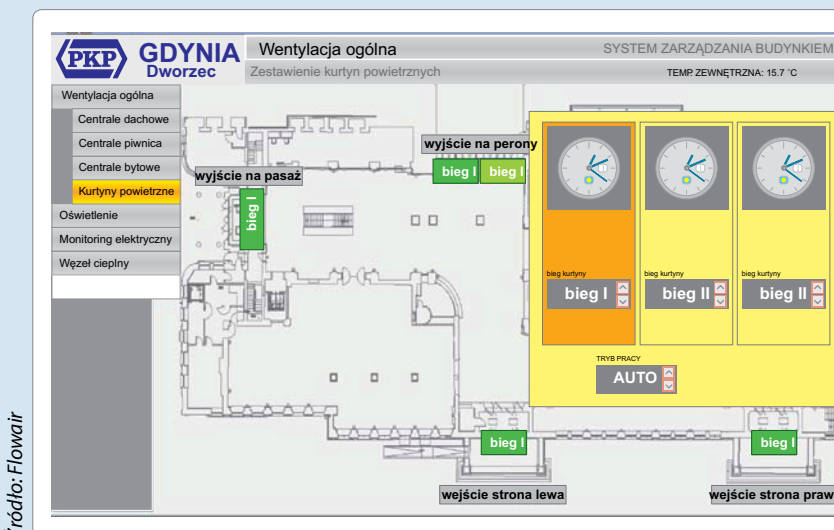 PKP
GDYNIA
Dworzec
Wentylacja ogólna
SYSTEM ZARZĄDZANIA BUDYNKIEM
Zestawienie kurtyn powietrznych
TEMP. ZEWNĘTRZNA: 15.7 °C
Wentylacja ogólna
Centrale dachowe
Centrale piwnica
Centrale bytowe
Kurtyny powietrzne
Oświetlenie
Monitoring elektryczny
Węzeł cieplny
wyjście na pasaż
bieg I
wyjście na perony
bieg I bieg I
bieg kurtyny bieg kurtyny bieg kurtyny
bieg I bieg II bieg II
TRYB PRACY
AUTO
bieg I
bieg I
wejście strona lewa
wejście strona praw
Źródło: Flowair